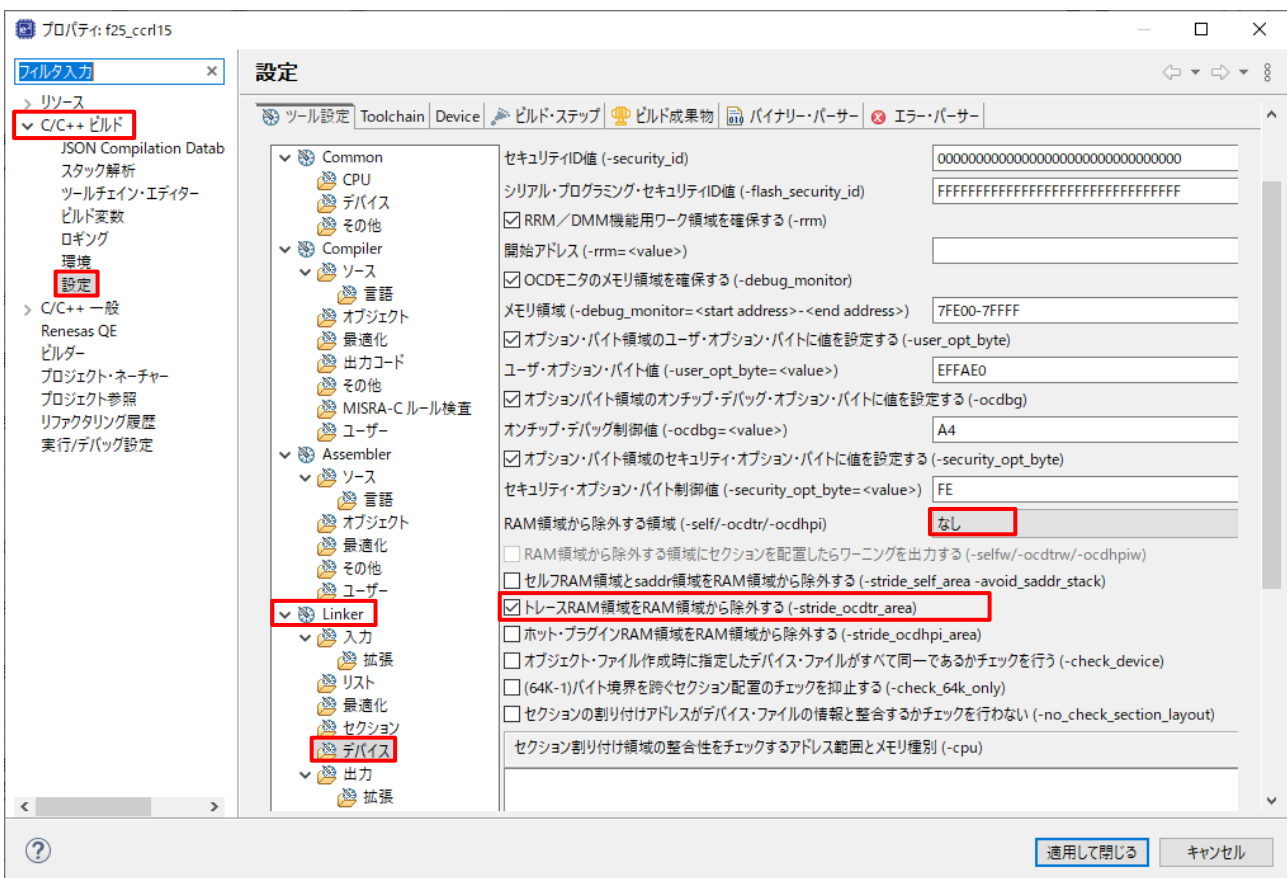 プロパティ: f25_ccrl15
フィルタ入力
リソース
C/C++ ビルド
JSON Compilation Datab
スタック解析
ツールチェイン・エディター
ビルド変数
ロギング
環境
設定
C/C++ 一般
Renesas QE
ビルダー
プロジェクト・ネーチャー
プロジェクト参照
リファクタリング履歴
実行/デバッグ設定
設定
ツール設定 Toolchain Device ビルド・ステップ ビルド成果物 バイナリー・パーサー エラー・パーサー
Common
CPU
デバイス
その他
Compiler
ソース
言語
オブジェクト
最適化
出力コード
その他
MISRA-C ルール検査
ユーザー
Assembler
ソース
言語
オブジェクト
最適化
その他
ユーザー
Linker
入力
拡張
リスト
最適化
セクション
デバイス
出力
拡張
セキュリティID値 (-security_id) 00000000000000000000000000000000
シリアル・プログラミング・セキュリティID値 (-flash_security_id) FFFFFFFFFFFFFFFFFFFFFFFFFFFFFFFF
RRM／DMM機能用ワーク領域を確保する (-rrm)
開始アドレス (-rrm=<value>)
OCDモニタのメモリ領域を確保する (-debug_monitor)
メモリ領域 (-debug_monitor=<start address>-<end address>) 7FE00-7FFFF
オプション・バイト領域のユーザ・オプション・バイトに値を設定する (-user_opt_byte)
ユーザ・オプション・バイト値 (-user_opt_byte=<value>) EFFAE0
オプションバイト領域のオンチップ・デバッグ・オプション・バイトに値を設定する (-ocdbg)
オンチップ・デバッグ制御値 (-ocdbg=<value>) A4
オプション・バイト領域のセキュリティ・オプション・バイトに値を設定する (-security_opt_byte)
セキュリティ・オプション・バイト制御値 (-security_opt_byte=<value>) FE
RAM領域から除外する領域 (-self/-ocdtr/-ocdhpi) なし
RAM領域から除外する領域にセクションを配置したらワーニングを出力する (-selfw/-ocdtrw/-ocdhpiw)
セルフRAM領域とsaddr領域をRAM領域から除外する (-stride_self_area -avoid_saddr_stack)
トレースRAM領域をRAM領域から除外する (-stride_ocdtr_area)
ホット・プラグインRAM領域をRAM領域から除外する (-stride_ocdhpi_area)
オブジェクト・ファイル作成時に指定したデバイス・ファイルがすべて同一であるかチェックを行う (-check_device)
(64K-1)バイト境界を跨ぐセクション配置のチェックを抑止する (-check_64k_only)
セクションの割り付けアドレスがデバイス・ファイルの情報と整合するかチェックを行わない (-no_check_section_layout)
セクション割り付け領域の整合性をチェックするアドレス範囲とメモリ種別 (-cpu)
適用して閉じる キャンセル